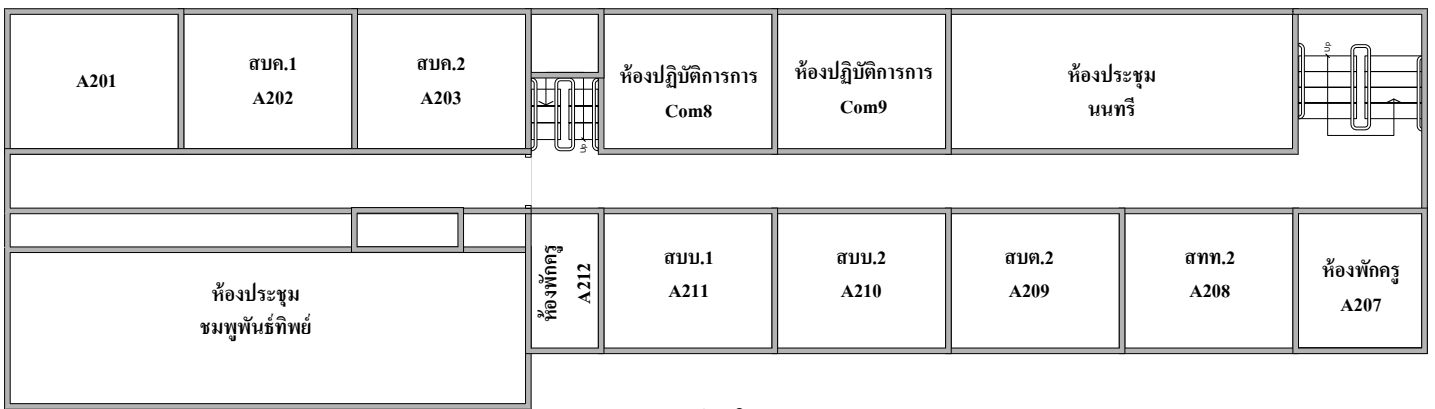 A201
สบค.1
A202
สบค.2
A203
ห้องปฏิบัติการการ
Com8
ห้องปฏิบัติการการ
Com9
ห้องประชุม
นนทรี
Up
Up
ห้องประชุม
ชมพูพันธ์ทิพย์
ห้องพักครู
A212
สบบ.1
A211
สบบ.2
A210
สบต.2
A209
สทท.2
A208
ห้องพักครู
A207